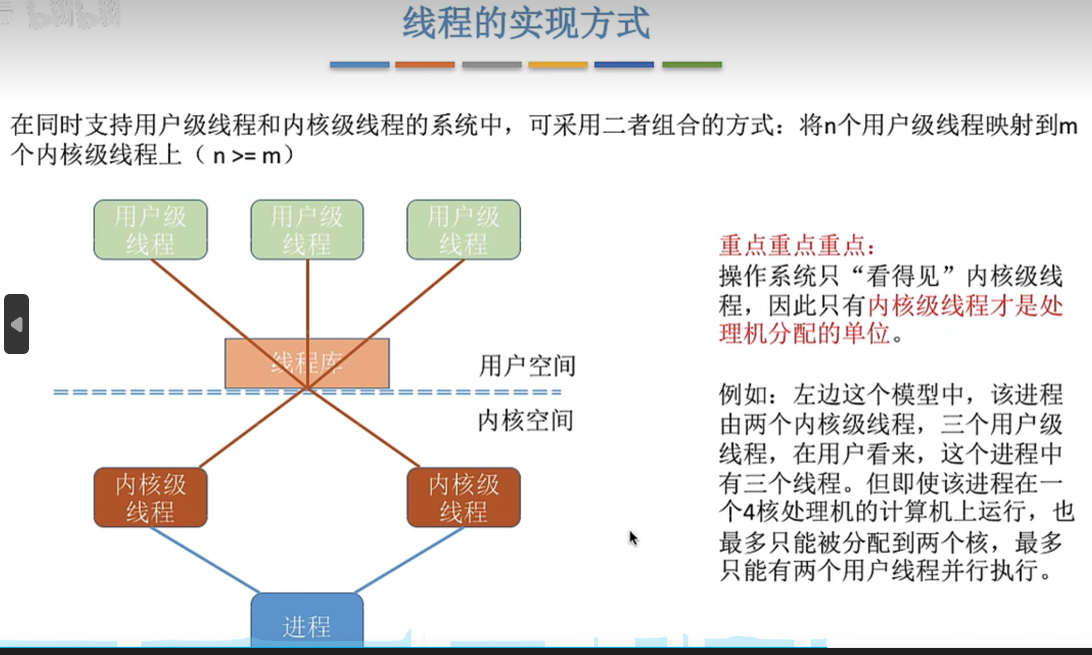 线程的实现方式
在同时支持用户级线程和内核级线程的系统中，可采用二者组合的方式：将n个用户级线程映射到m
个内核级线程上（ n >= m）
用户级
线程
用户级
线程
用户级
线程
线程库
用户空间
内核空间
内核级
线程
内核级
线程
进程
重点重点重点：
操作系统只“看得见”内核级线
程，因此只有内核级线程才是处
理机分配的单位。
例如：左边这个模型中，该进程
由两个内核级线程，三个用户级
线程，在用户看来，这个进程中
有三个线程。但即使该进程在一
个4核处理机的计算机上运行，也
最多只能被分配到两个核，最多
只能有两个用户线程并行执行。